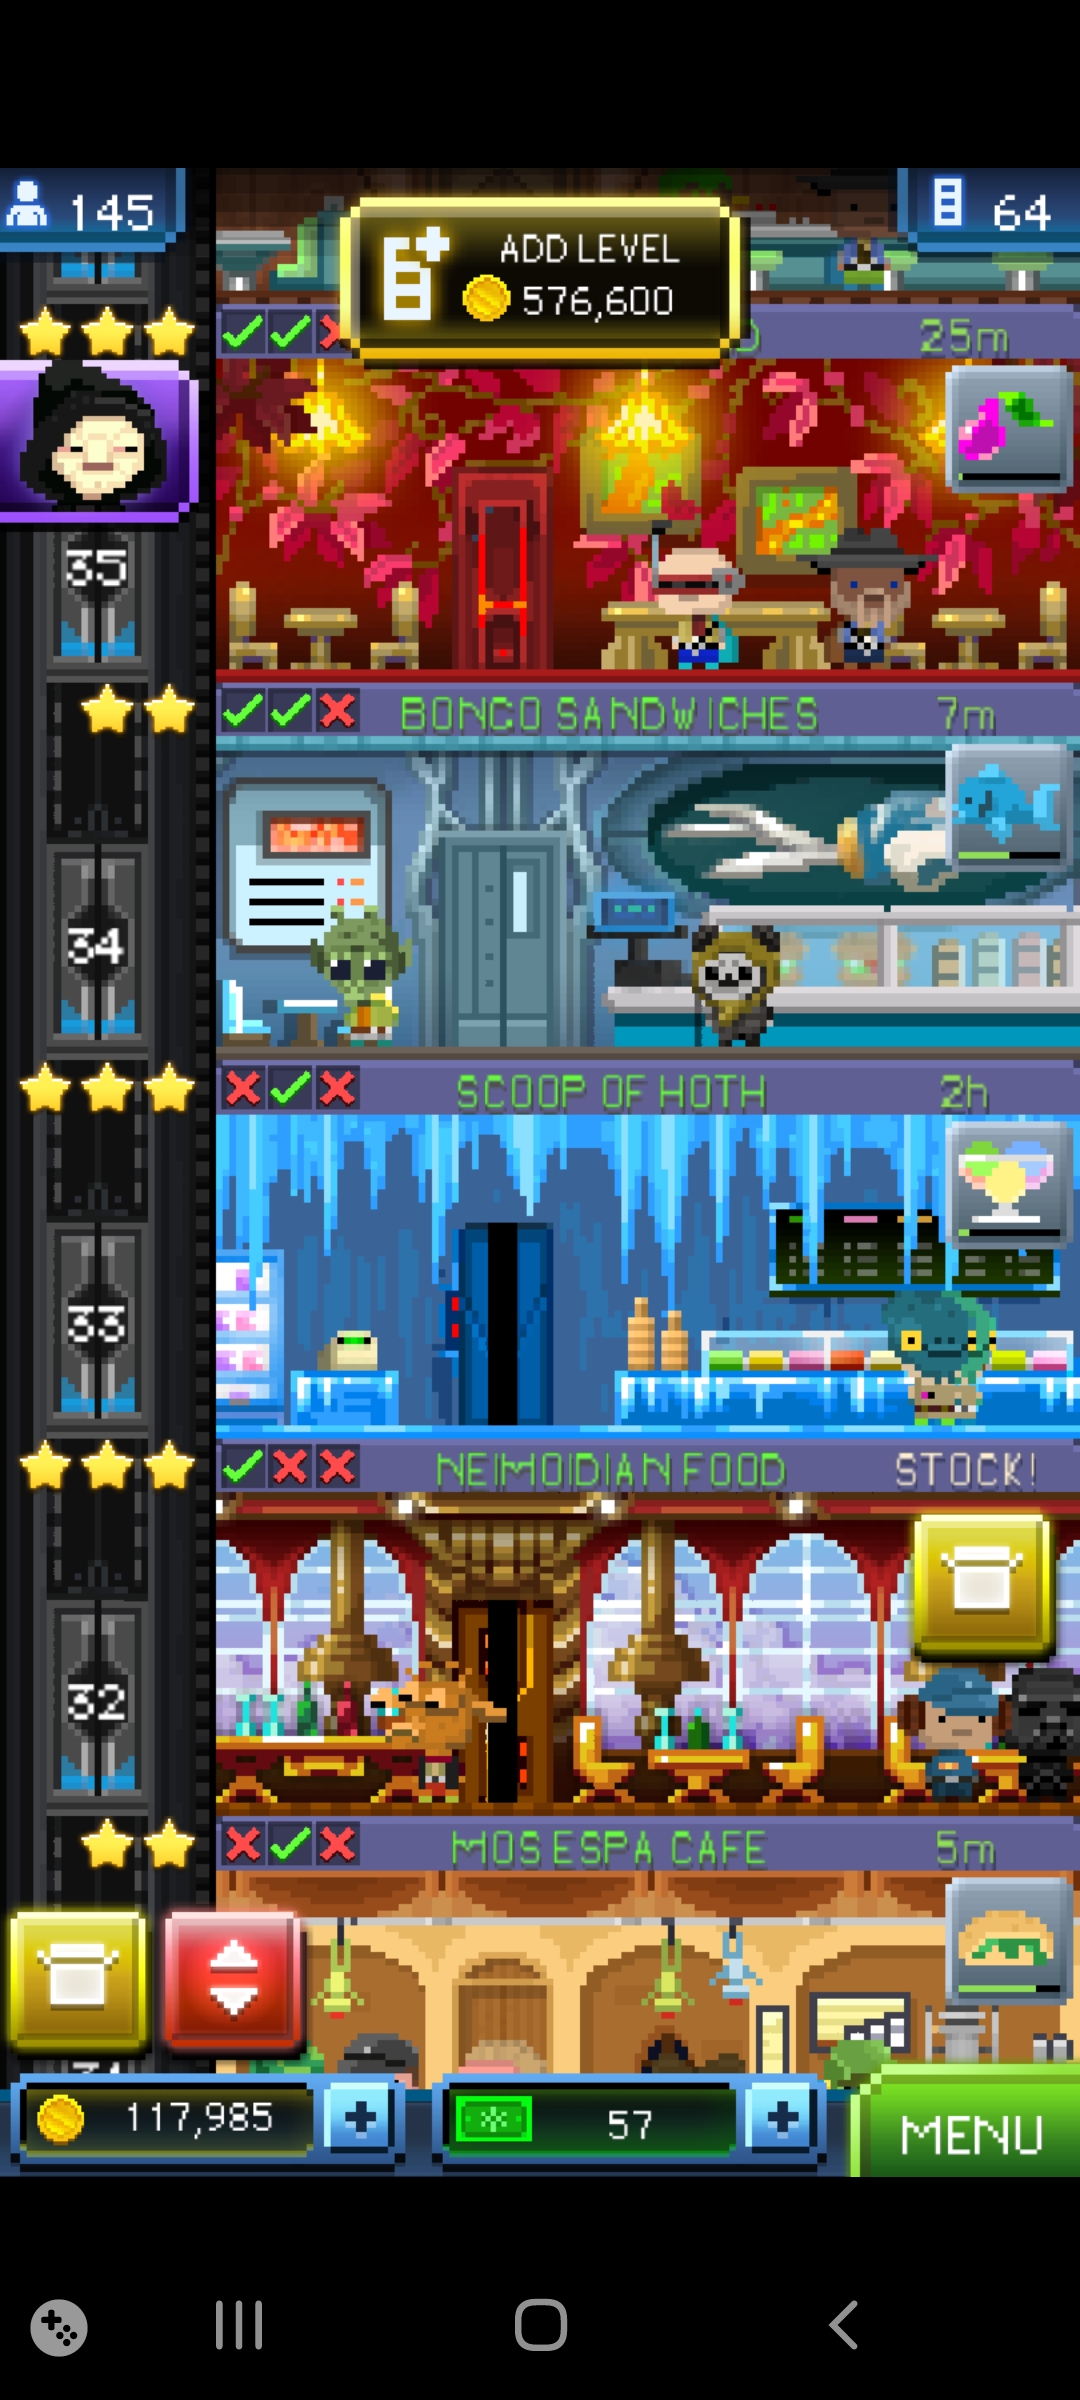 145
64
ADD LEVEL
576,600
25m
35
BONGO SANDWICHES 7m
34
SCOOP OF HOTH 2h
33
NEIMOIDIAN FOOD STOCK!
32
MOS ESPA CAFE 5m
117,985
57
MENU